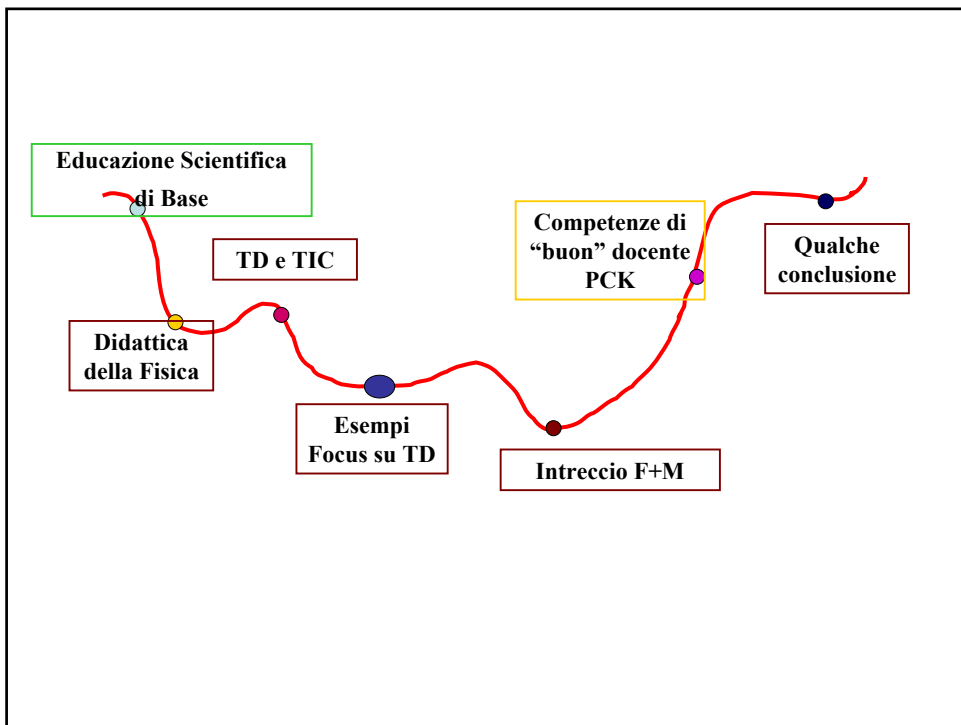 Educazione Scientifica
di Base
TD e TIC
Didattica
della Fisica
Esempi
Focus su TD
Intreccio F+M
Competenze di
“buon” docente
PCK
Qualche
conclusione